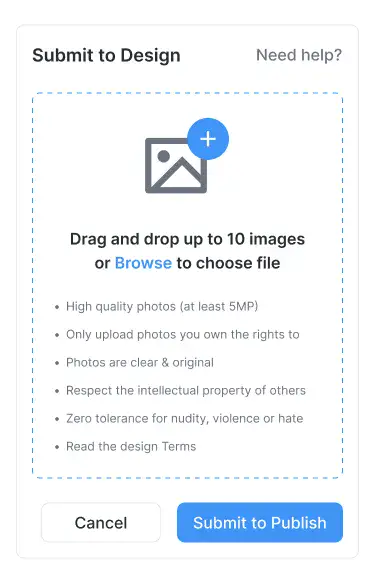 Submit to Design
Need help?
Drag and drop up to 10 images
or Browse to choose file
• High quality photos (at least 5MP)
• Only upload photos you own the rights to
• Photos are clear & original
• Respect the intellectual property of others
• Zero tolerance for nudity, violence or hate
• Read the design Terms
Cancel
Submit to Publish